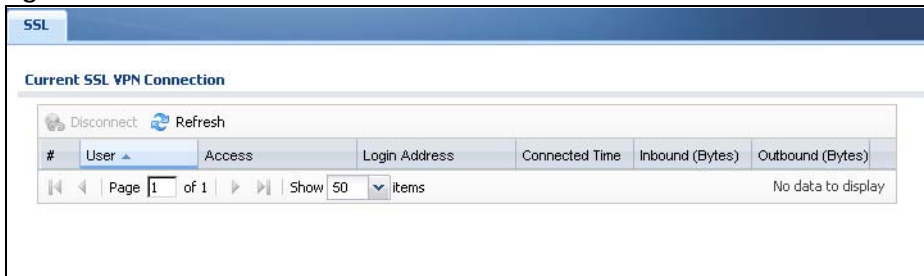 SSL
Current SSL VPN Connection
Disconnect Refresh
# User Access Login Address Connected Time Inbound (Bytes) Outbound (Bytes)
Page 1 of 1 Show 50 items No data to display